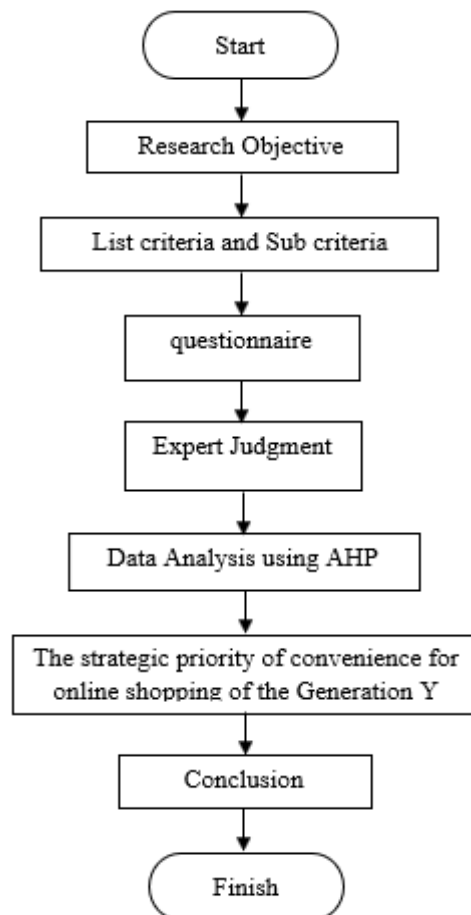 Start
Research Objective
List criteria and Sub criteria
questionnaire
Expert Judgment
Data Analysis using AHP
The strategic priority of convenience for
online shopping of the Generation Y
Conclusion
Finish